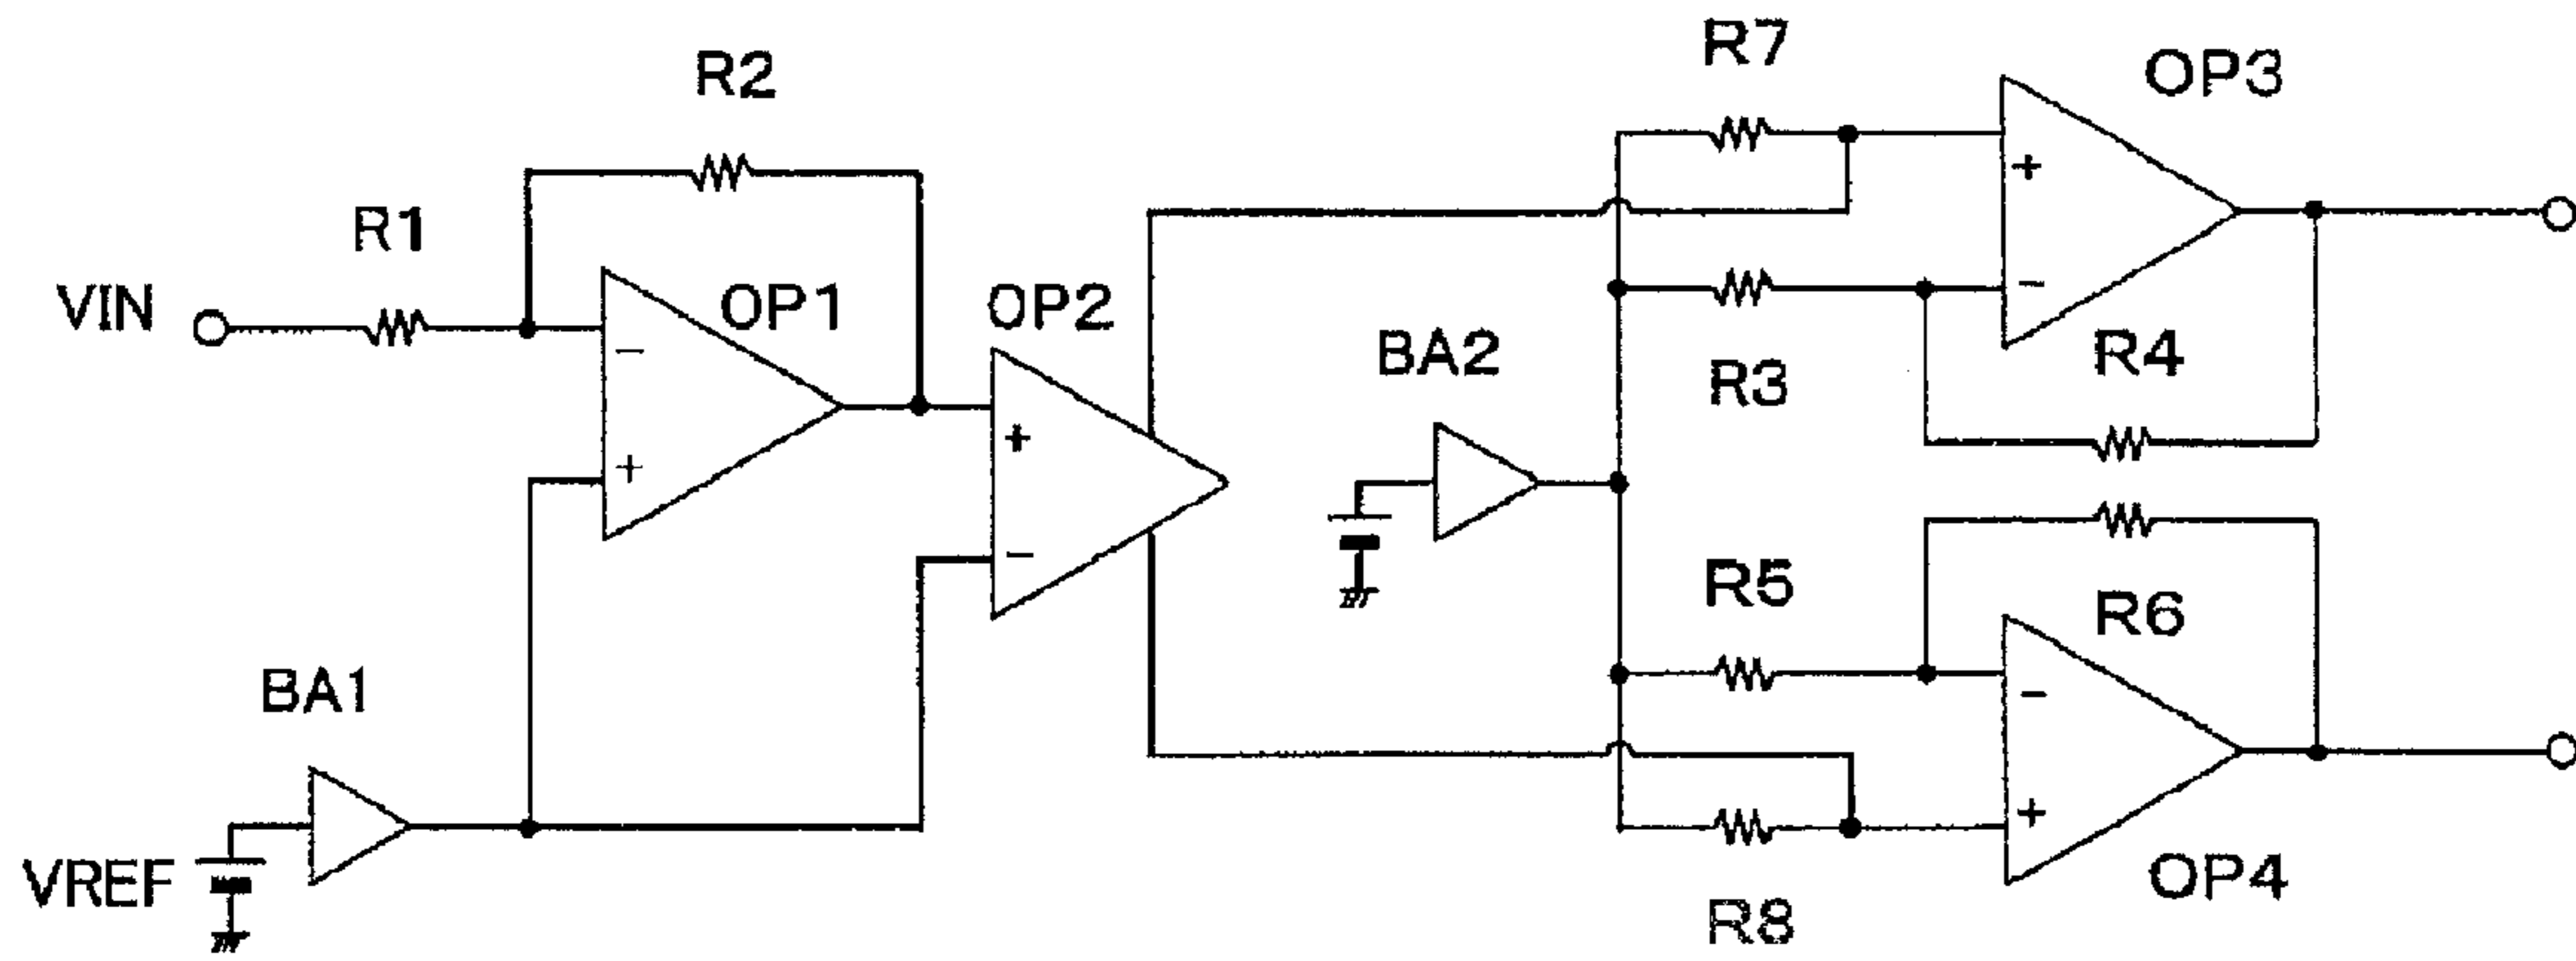 R7
OP3
R2
R1
VIN
OP1
OP2
BA2
R3
R4
R5
R6
BA1
VREF
OP4
R8
+
−
−
+
+
−
−
+